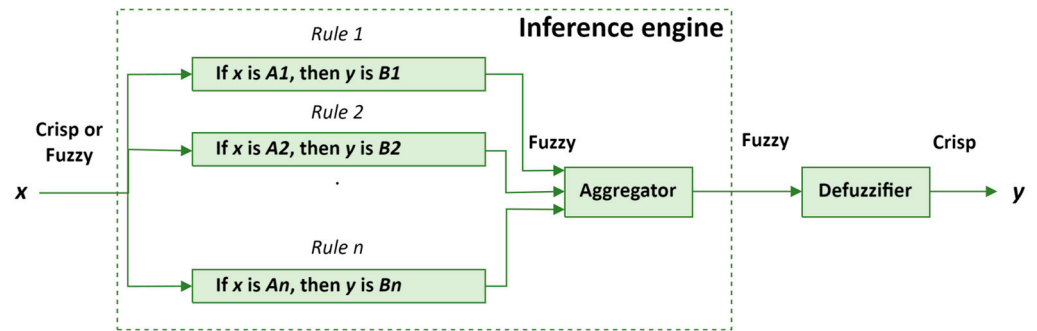 Inference engine
Rule 1
If x is A1, then y is B1
Rule 2
If x is A2, then y is B2
.
Rule n
If x is An, then y is Bn
Crisp or
Fuzzy
x
Fuzzy
Aggregator
Fuzzy
Defuzzifier
Crisp
y